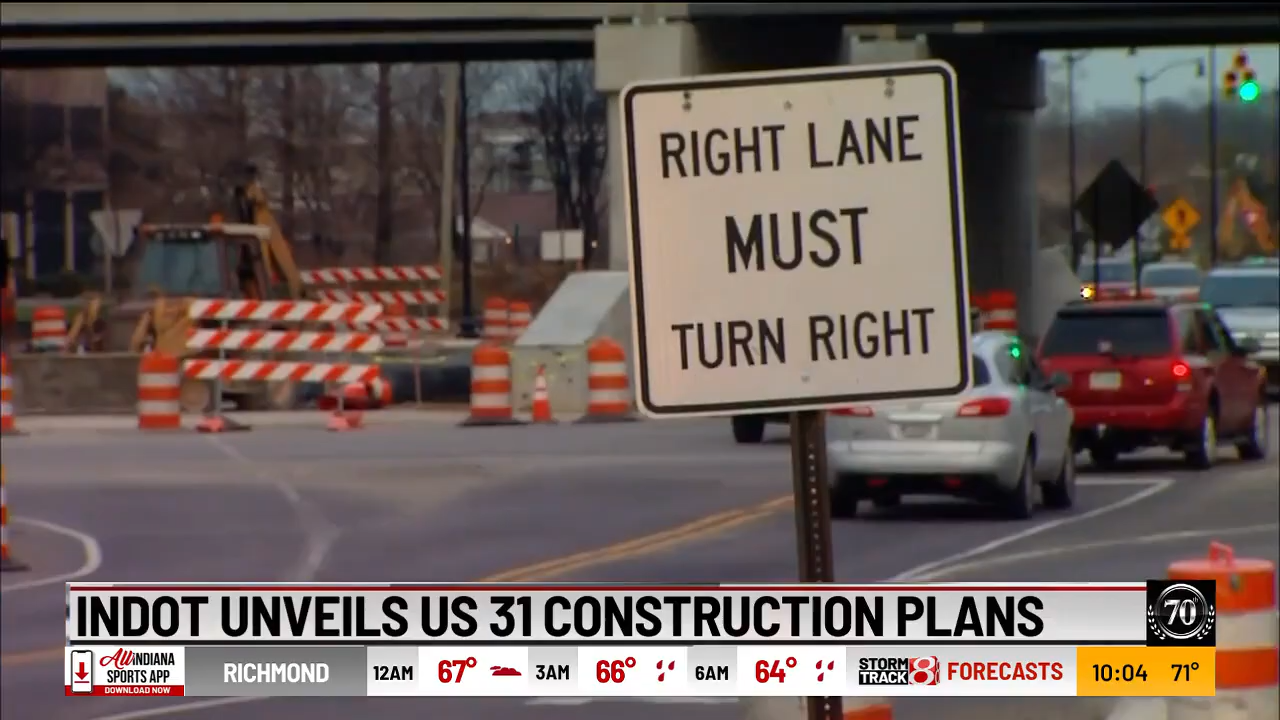 RIGHT LANE
MUST
TURN RIGHT
INDOT UNVEILS US 31 CONSTRUCTION PLANS
70
All INDIANA
SPORTS APP
DOWNLOAD NOW
RICHMOND
12AM 67° 3AM 66° 6AM 64°
STORM
TRACK 8 FORECASTS
10:04 71°